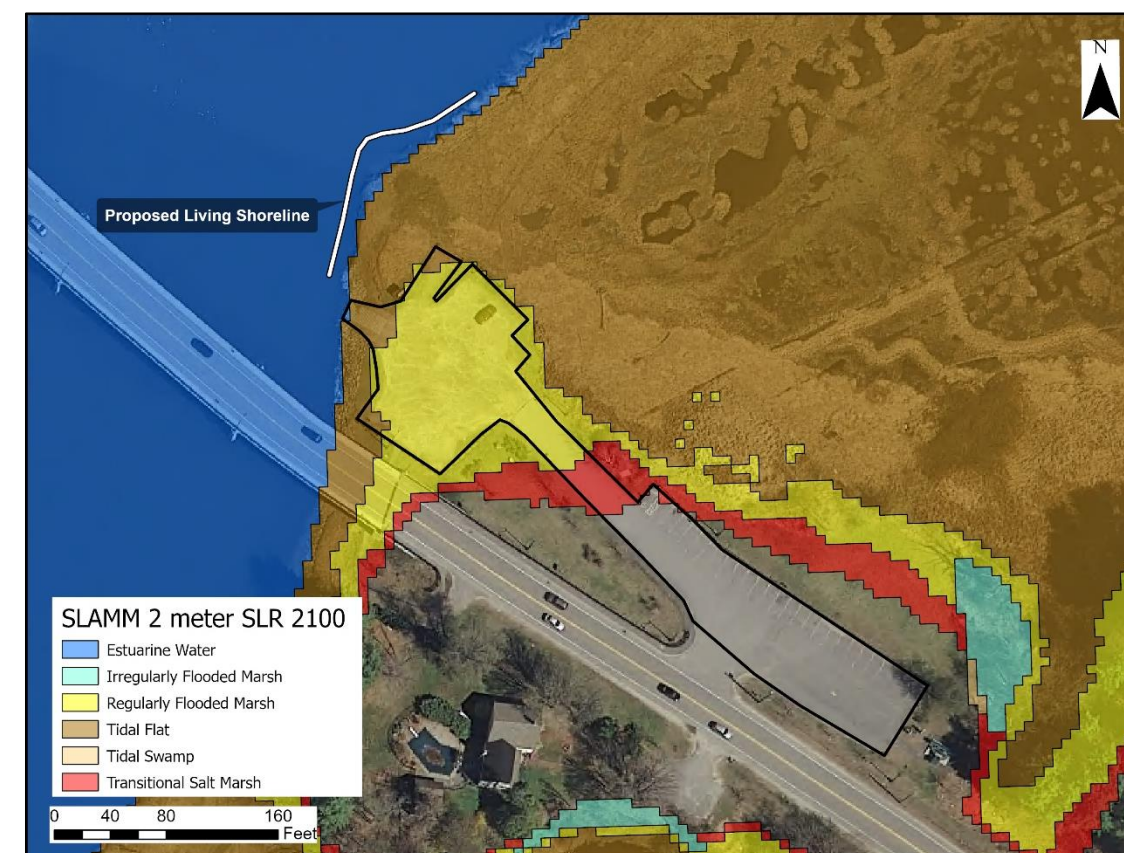 N
Proposed Living Shoreline
SLAMM 2 meter SLR 2100
Estuarine Water
Irregularly Flooded Marsh
Regularly Flooded Marsh
Tidal Flat
Tidal Swamp
Transitional Salt Marsh
0 40 80 160
Feet